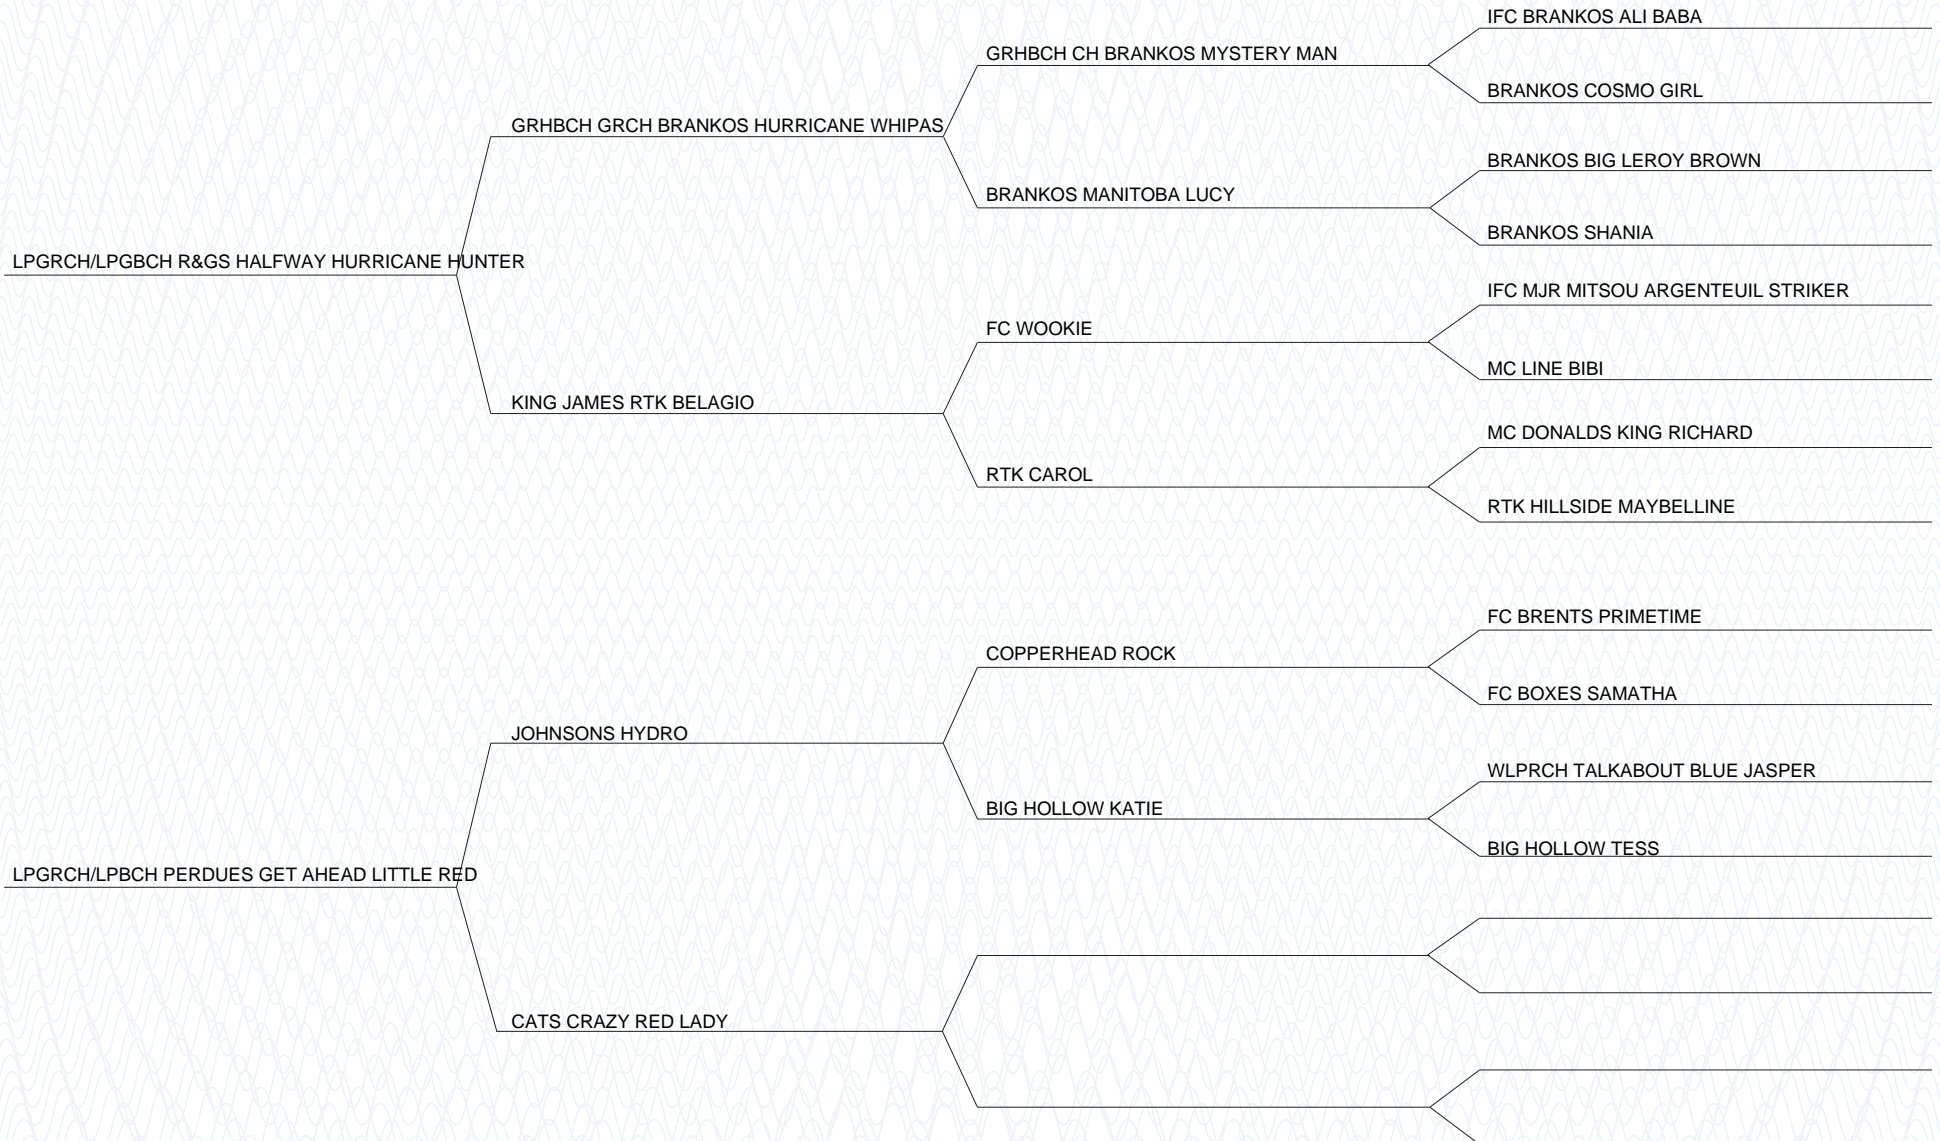 IFC BRANKOS ALI BABA
GRHBCH CH BRANKOS MYSTERY MAN
BRANKOS COSMO GIRL
GRHBCH GRCH BRANKOS HURRICANE WHIPAS
BRANKOS BIG LEROY BROWN
BRANKOS MANITOBA LUCY
BRANKOS SHANIA
LPGRCH/LPGBCH R&GS HALFWAY HURRICANE HUNTER
IFC MJR MITSOU ARGENTEUIL STRIKER
FC WOOKIE
MC LINE BIBI
KING JAMES RTK BELAGIO
MC DONALDS KING RICHARD
RTK CAROL
RTK HILLSIDE MAYBELLINE
FC BRENTS PRIMETIME
COPPERHEAD ROCK
FC BOXES SAMATHA
JOHNSONS HYDRO
WLPRCH TALKABOUT BLUE JASPER
BIG HOLLOW KATIE
BIG HOLLOW TESS
LPGRCH/LPBCH PERDUES GET AHEAD LITTLE RED
CATS CRAZY RED LADY